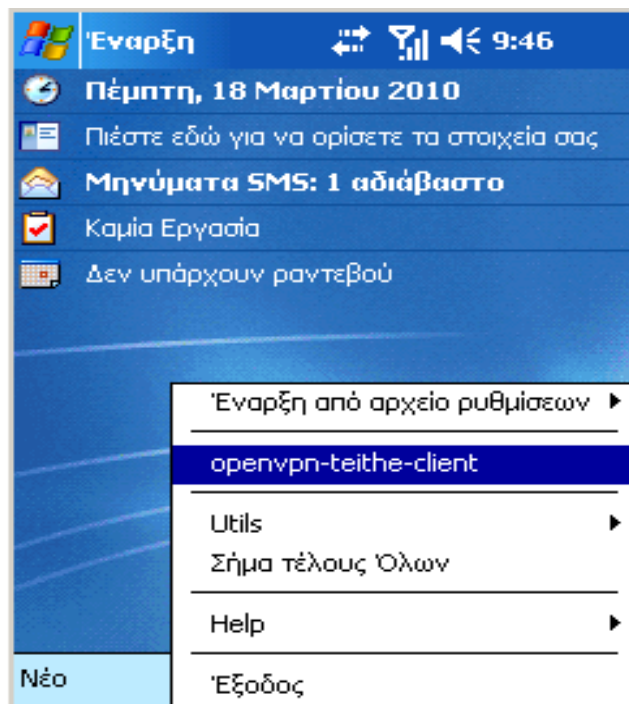 Έναρξη 9:46
Πέμπτη, 18 Μαρτίου 2010
Πιέστε εδώ για να ορίσετε τα στοιχεία σας
Μηνύματα SMS: 1 αδιάβαστο
Καμία Εργασία
Δεν υπάρχουν ραντεβού
Έναρξη από αρχείο ρυθμίσεων
openvpn-teithe-client
Utils
Σήμα τέλους Όλων
Help
Νέο
Έξοδος